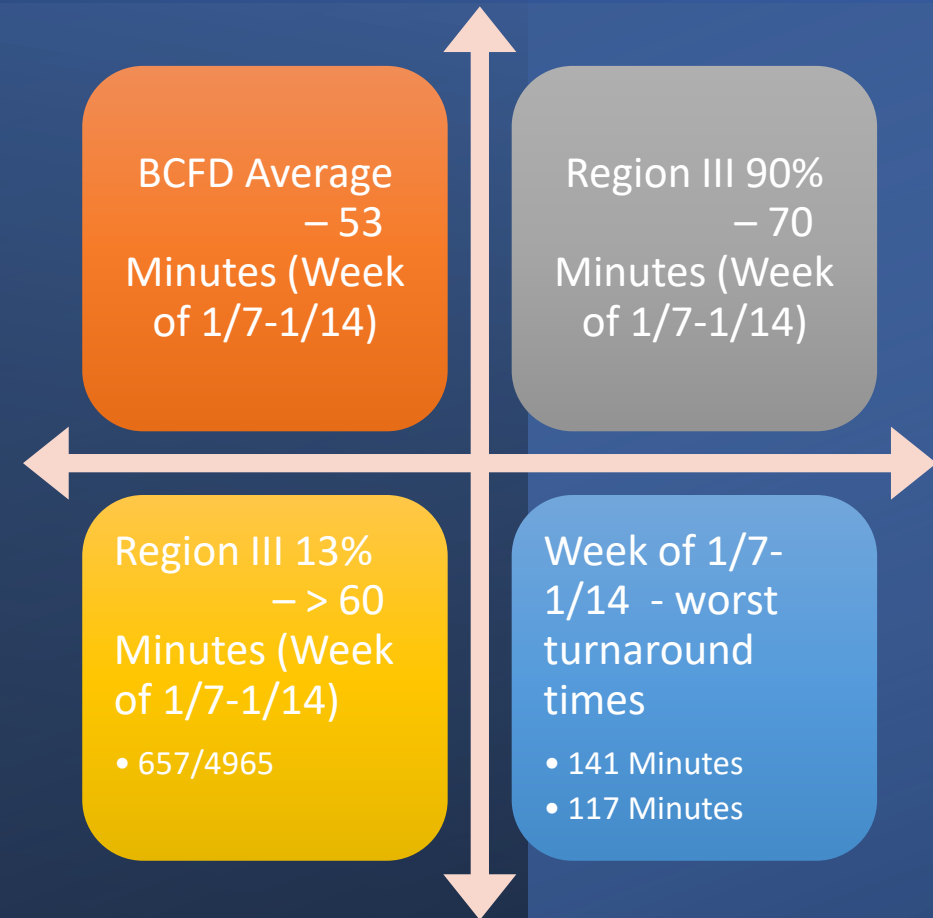 BCFD Average
– 53
Minutes (Week
of 1/7-1/14)
Region III 90%
– 70
Minutes (Week
of 1/7-1/14)
Region III 13%
– > 60
Minutes (Week
of 1/7-1/14)
• 657/4965
Week of 1/7-
1/14 - worst
turnaround
times
• 141 Minutes
• 117 Minutes